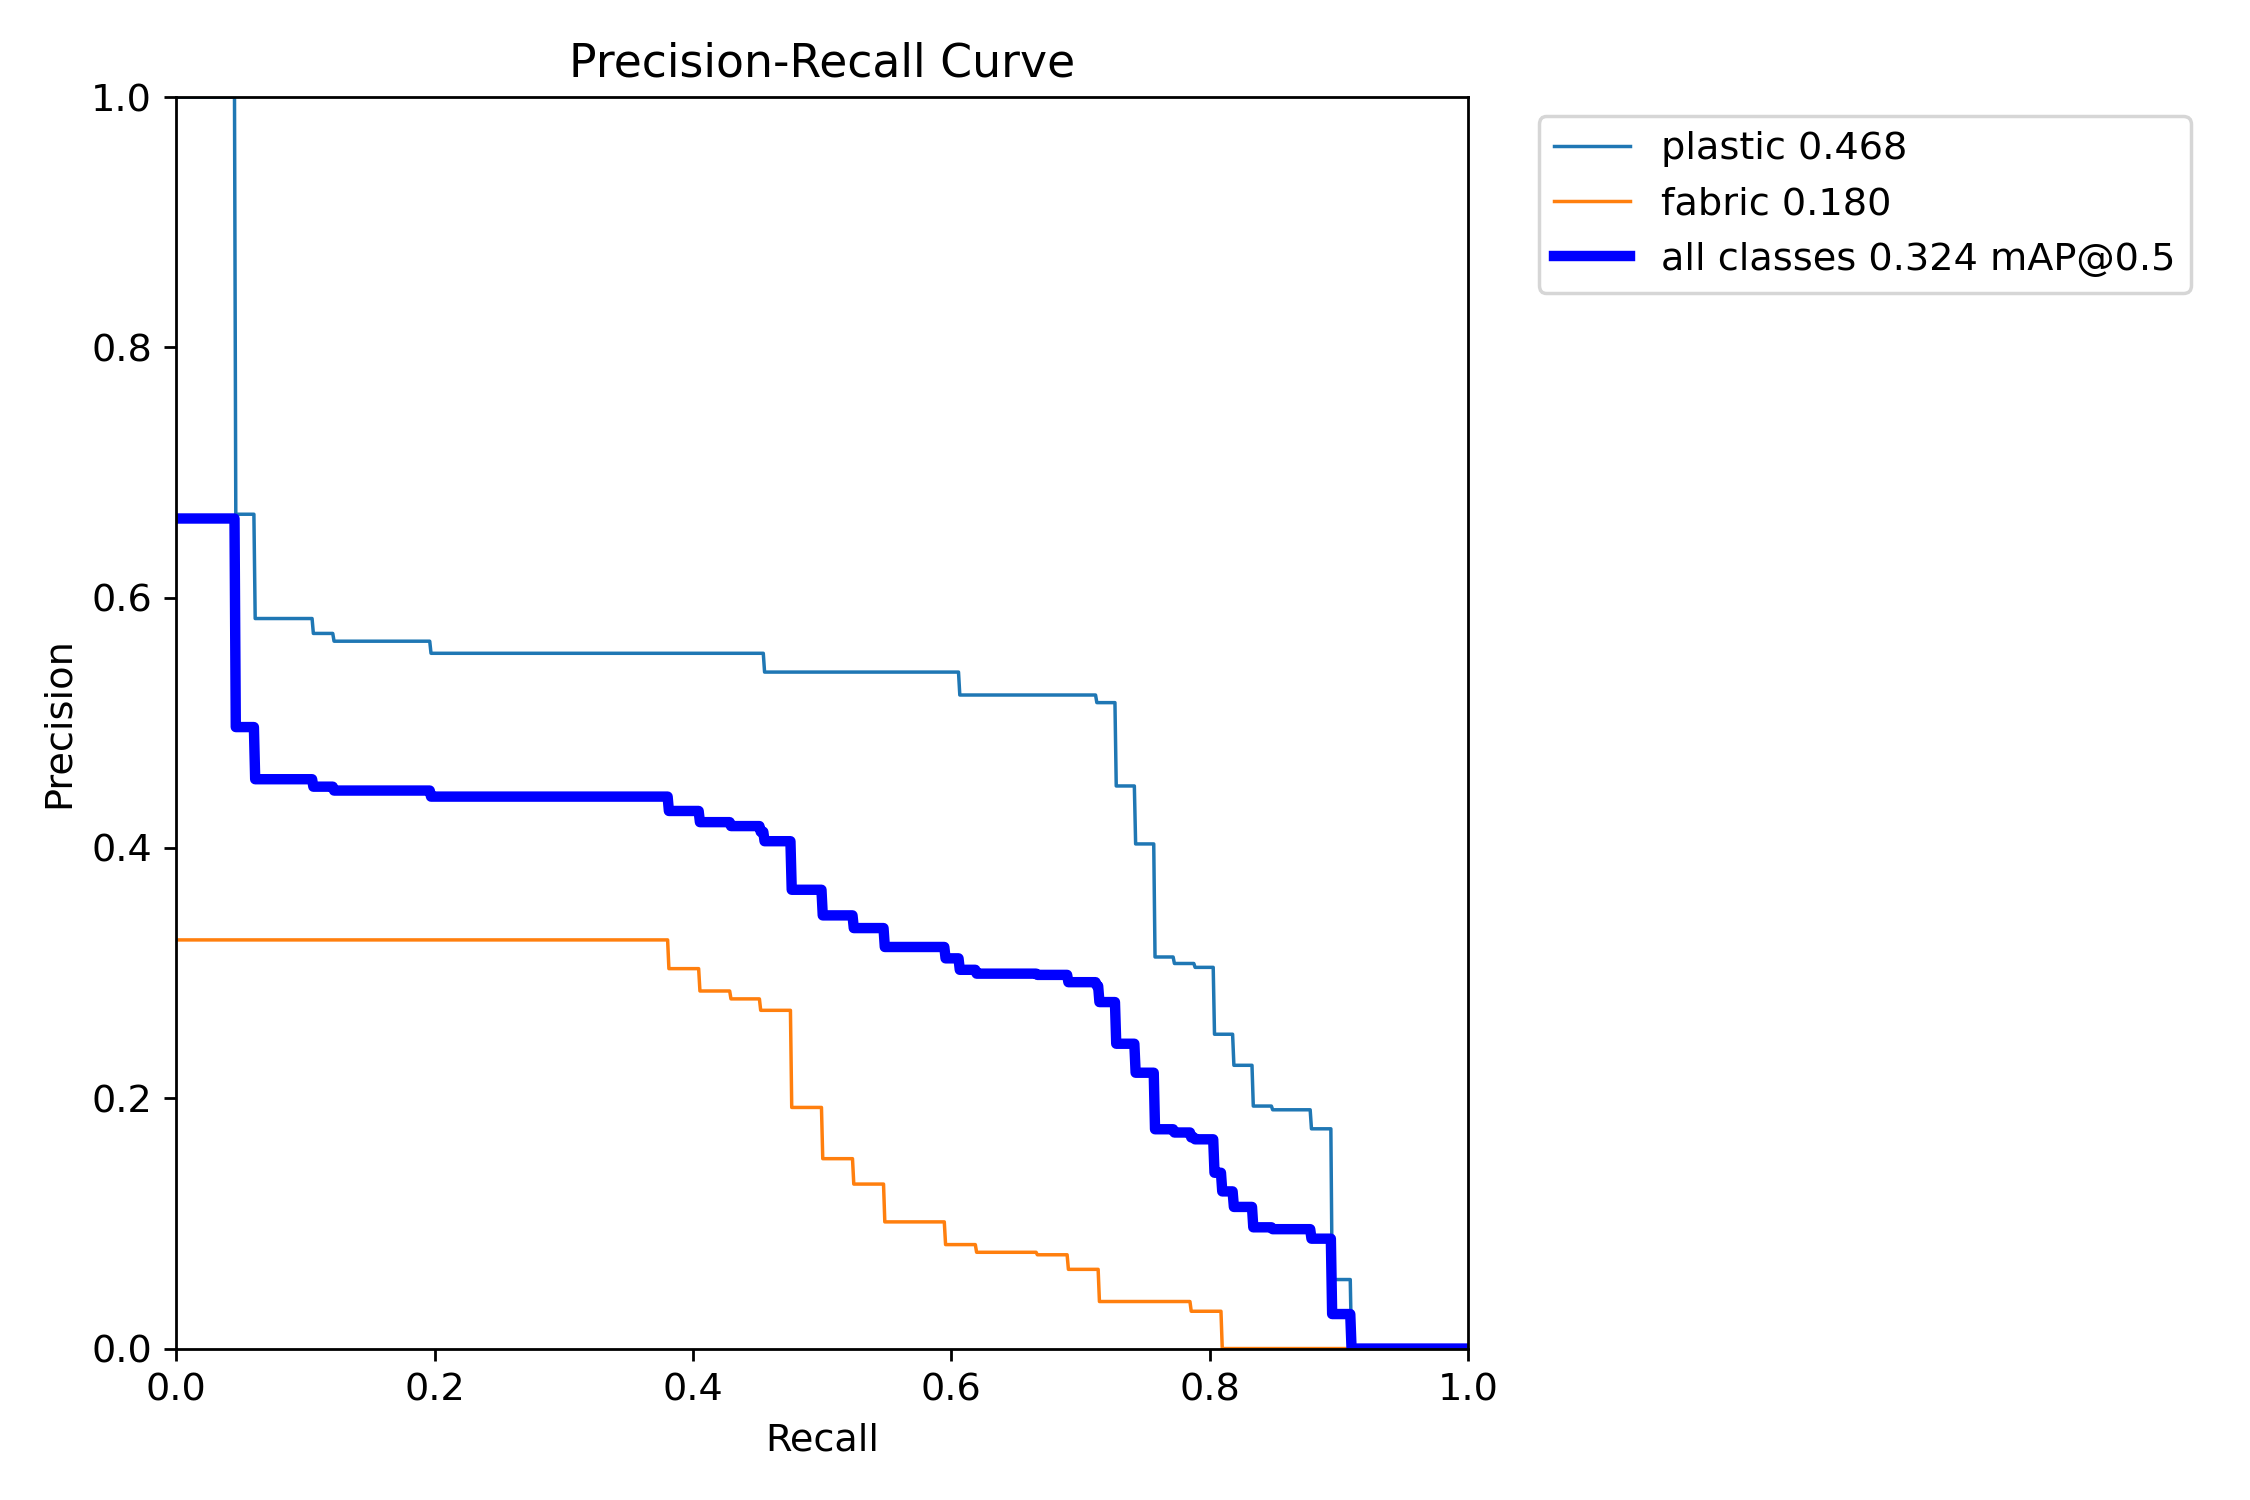 Precision-Recall Curve
1.0
0.8
0.6
0.4
0.2
0.0
Precision
0.0 0.2 0.4 0.6 0.8 1.0
Recall
plastic 0.468
fabric 0.180
all classes 0.324 mAP@0.5